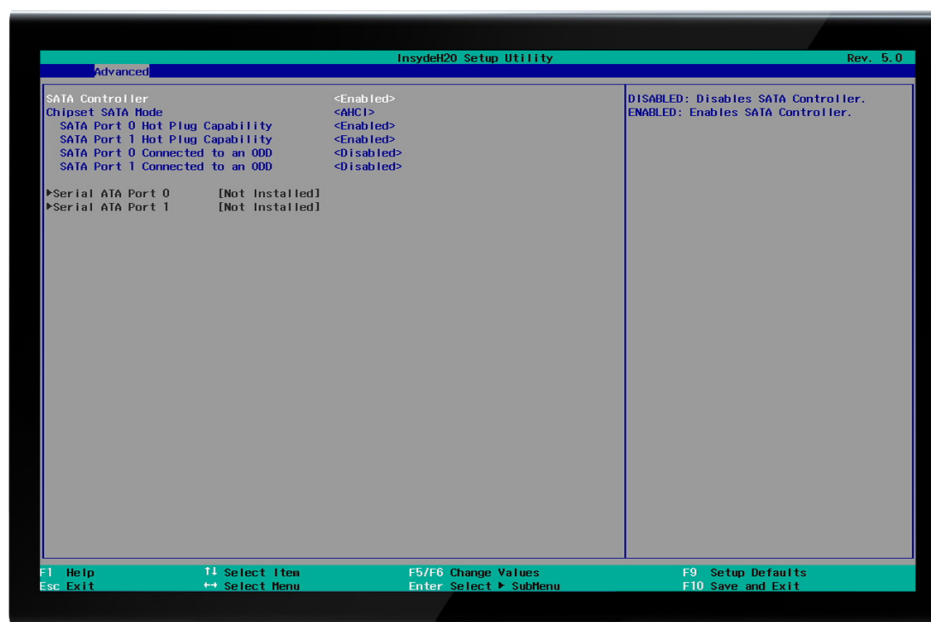 InsydeH20 Setup Utility Rev. 5.0
Advanced
SATA Controller <Enabled> DISABLED: Disables SATA Controller.
Chipset SATA Mode <AHCI> ENABLED: Enables SATA Controller.
SATA Port 0 Hot Plug Capability <Enabled>
SATA Port 1 Hot Plug Capability <Enabled>
SATA Port 0 Connected to an ODD <Disabled>
SATA Port 1 Connected to an ODD <Disabled>
▶Serial ATA Port 0 [Not Installed]
▶Serial ATA Port 1 [Not Installed]
F1 Help ↑↓ Select Item F5/F6 Change Values F9 Setup Defaults
Esc Exit ↔ Select Menu Enter Select ▶ SubMenu F10 Save and Exit